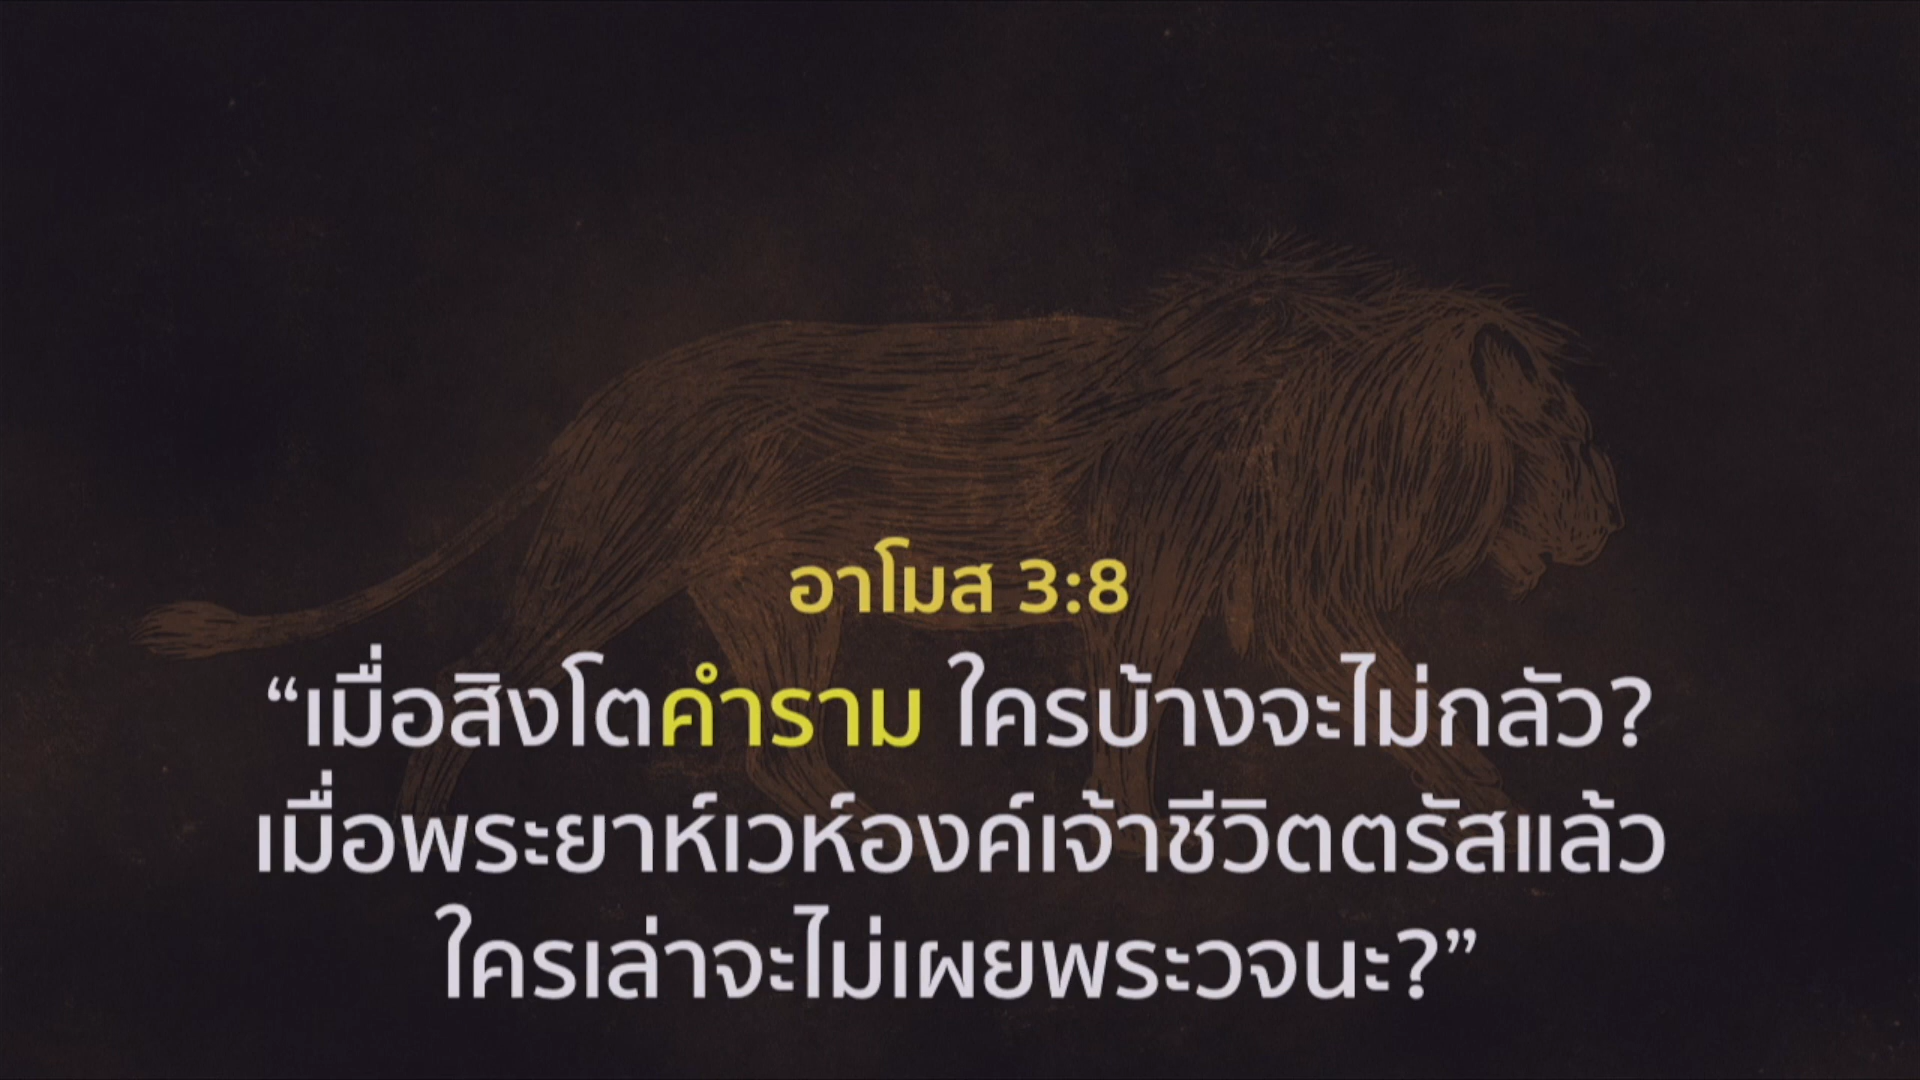 อาโมส 3:8
“เมื่อสิงโตคำราม ใครบ้างจะไม่กลัว?
เมื่อพระยาห์เวห์องค์เจ้าชีวิตตรัสแล้ว
ใครเล่าจะไม่เผยพระวจนะ?”